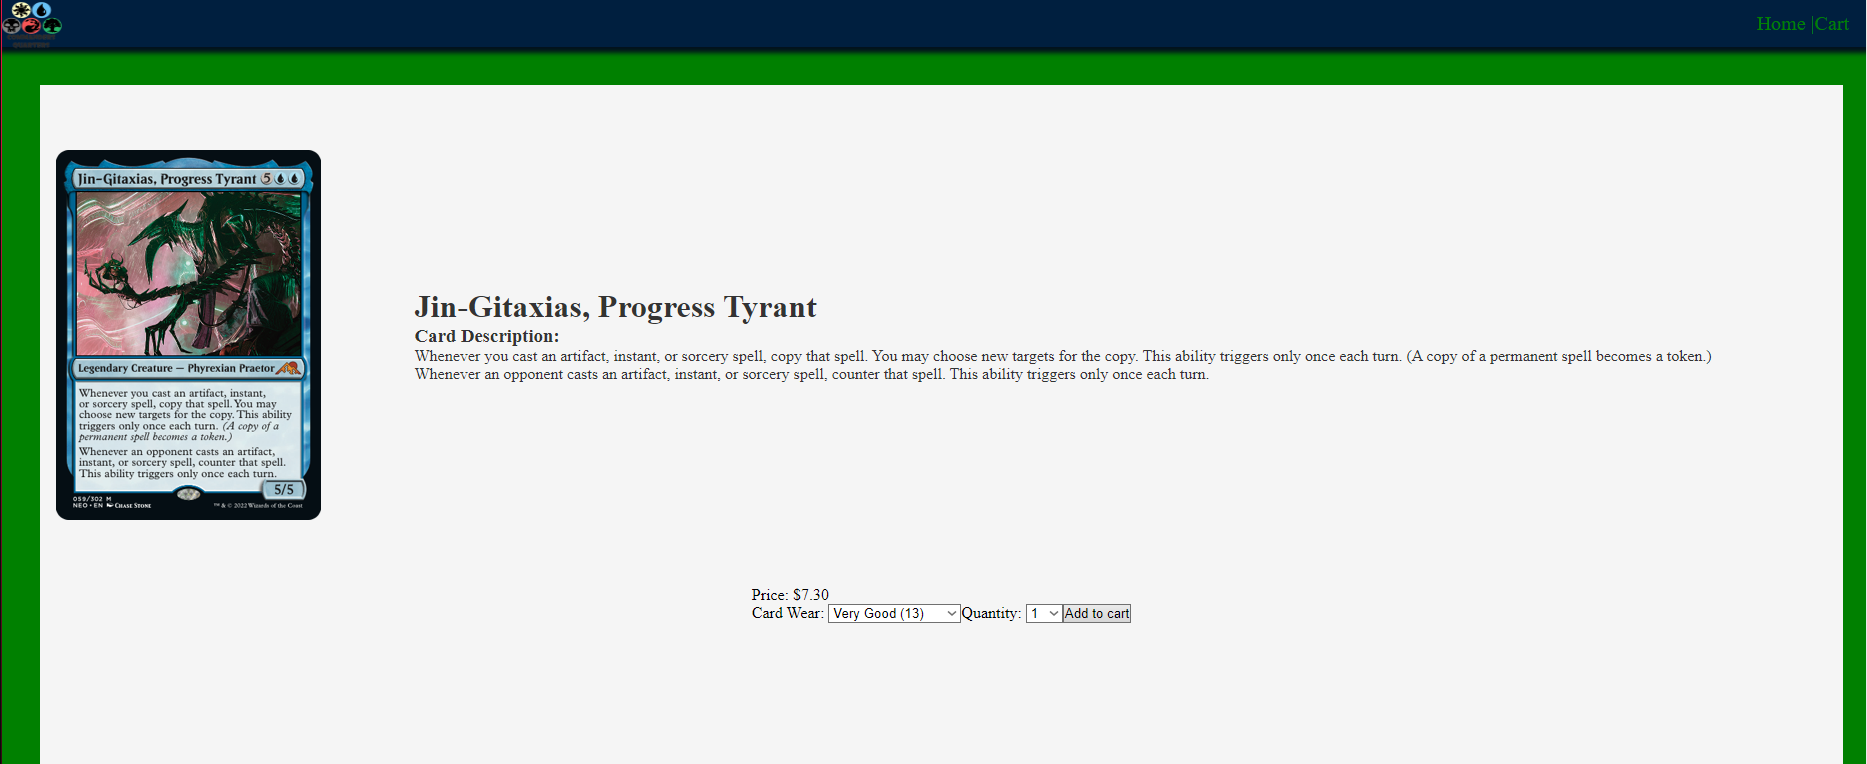 Home |Cart
Jin-Gitaxias, Progress Tyrant 5
Legendary Creature — Phyrexian Praetor
Whenever you cast an artifact, instant,
or sorcery spell, copy that spell. You may
choose new targets for the copy. This ability
triggers only once each turn. (A copy of a
permanent spell becomes a token.)
Whenever an opponent casts an artifact,
instant, or sorcery spell, counter that spell.
This ability triggers only once each turn.
5/5
059/302 M
NEO • EN Chase Stone
™ & © 2022 Wizards of the Coast
Jin-Gitaxias, Progress Tyrant
Card Description:
Whenever you cast an artifact, instant, or sorcery spell, copy that spell. You may choose new targets for the copy. This ability triggers only once each turn. (A copy of a permanent spell becomes a token.)
Whenever an opponent casts an artifact, instant, or sorcery spell, counter that spell. This ability triggers only once each turn.
Price: $7.30
Card Wear: Very Good (13) Quantity: 1 Add to cart